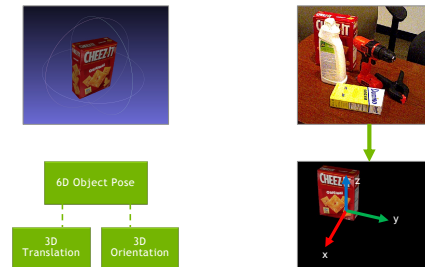 CHEEZ IT
CHEEZ IT
6D Object Pose
3D
Translation
3D
Orientation
CHEEZ IT
z
y
x